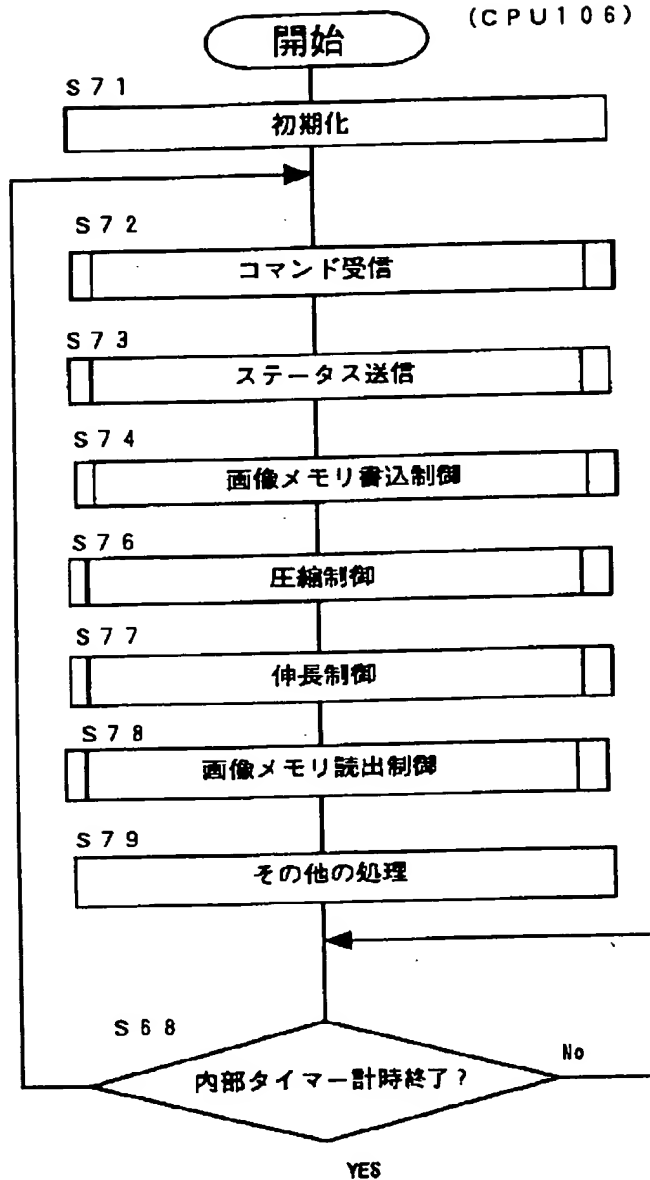 (CPU106)
開始
S71
初期化
S72
コマンド受信
S73
ステータス送信
S74
画像メモリ書込制御
S76
圧縮制御
S77
伸長制御
S78
画像メモリ読出制御
S79
その他の処理
S68
内部タイマー計時終了?
No
YES